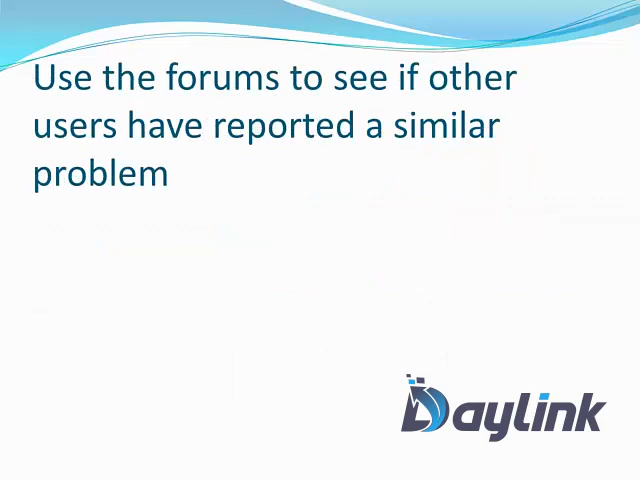 Use the forums to see if other
users have reported a similar
problem
Daylink